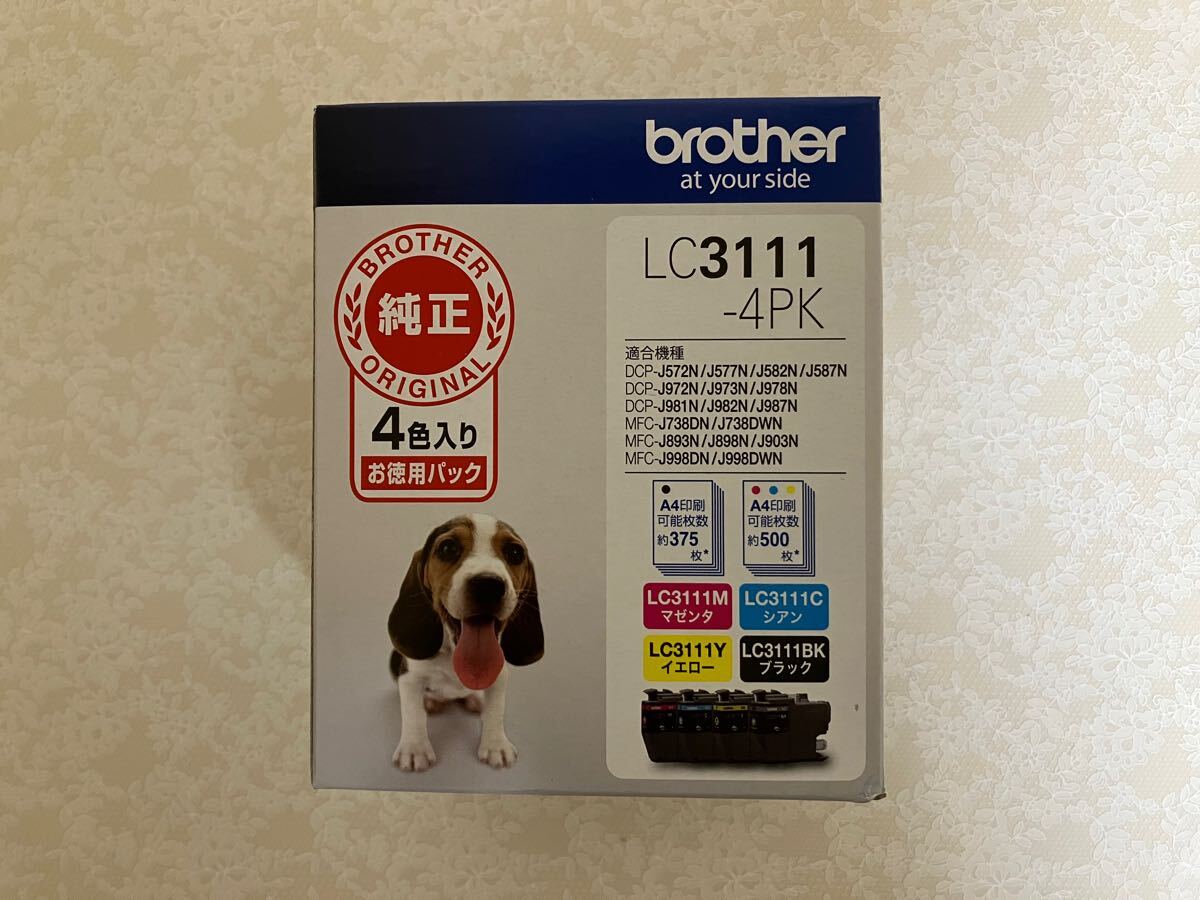 brother
at your side
BROTHER
純正
ORIGINAL
4色入り
お徳用パック
LC3111
-4PK
適合機種
DCP-J572N/J577N/J582N/J587N
DCP-J972N/J973N/J978N
DCP-J981N/J982N/J987N
MFC-J738DN/J738DWN
MFC-J893N/J898N/J903N
MFC-J998DN/J998DWN
A4印刷
可能枚数
約375
枚*
A4印刷
可能枚数
約500
枚*
LC3111M
マゼンタ
LC3111C
シアン
LC3111Y
イエロー
LC3111BK
ブラック